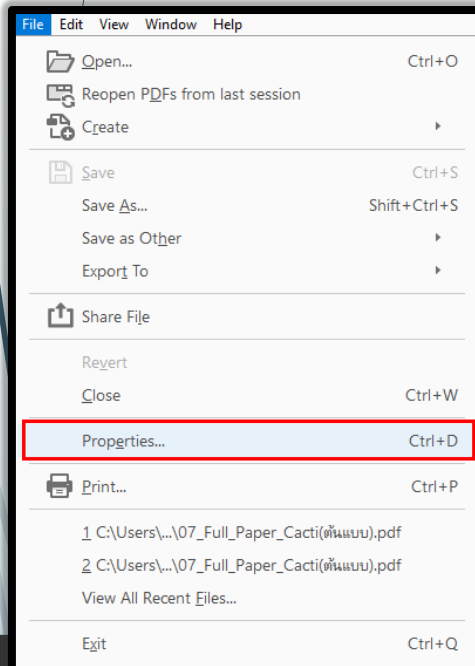 File Edit View Window Help
Open... Ctrl+O
Reopen PDFs from last session
Create
Save Ctrl+S
Save As... Shift+Ctrl+S
Save as Other
Export To
Share File
Revert
Close Ctrl+W
Properties... Ctrl+D
Print... Ctrl+P
1 C:\Users\...\07_Full_Paper_Cacti(ต้นแบบ).pdf
2 C:\Users\...\07_Full_Paper_Cacti(ต้นแบบ).pdf
View All Recent Files...
Exit Ctrl+Q